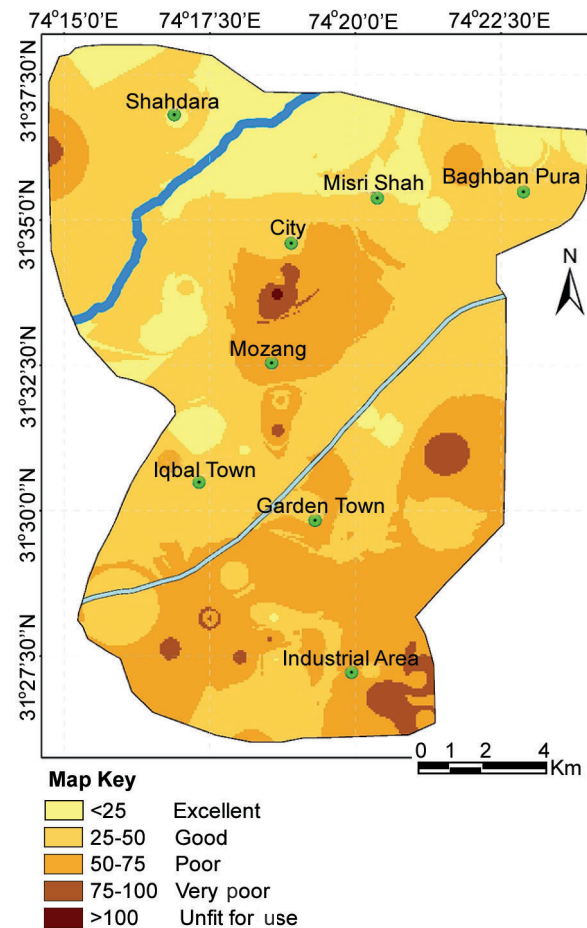 74°15'0"E 74°17'30"E 74°20'0"E 74°22'30"E
31°37'30"N
Shahdara
Misri Shah
Baghban Pura
31°35'0"N
City
N
Mozang
31°32'30"N
Iqbal Town
31°30'0"N
Garden Town
31°27'30"N
Industrial Area
0 1 2 4
Km
Map Key
<25 Excellent
25-50 Good
50-75 Poor
75-100 Very poor
>100 Unfit for use